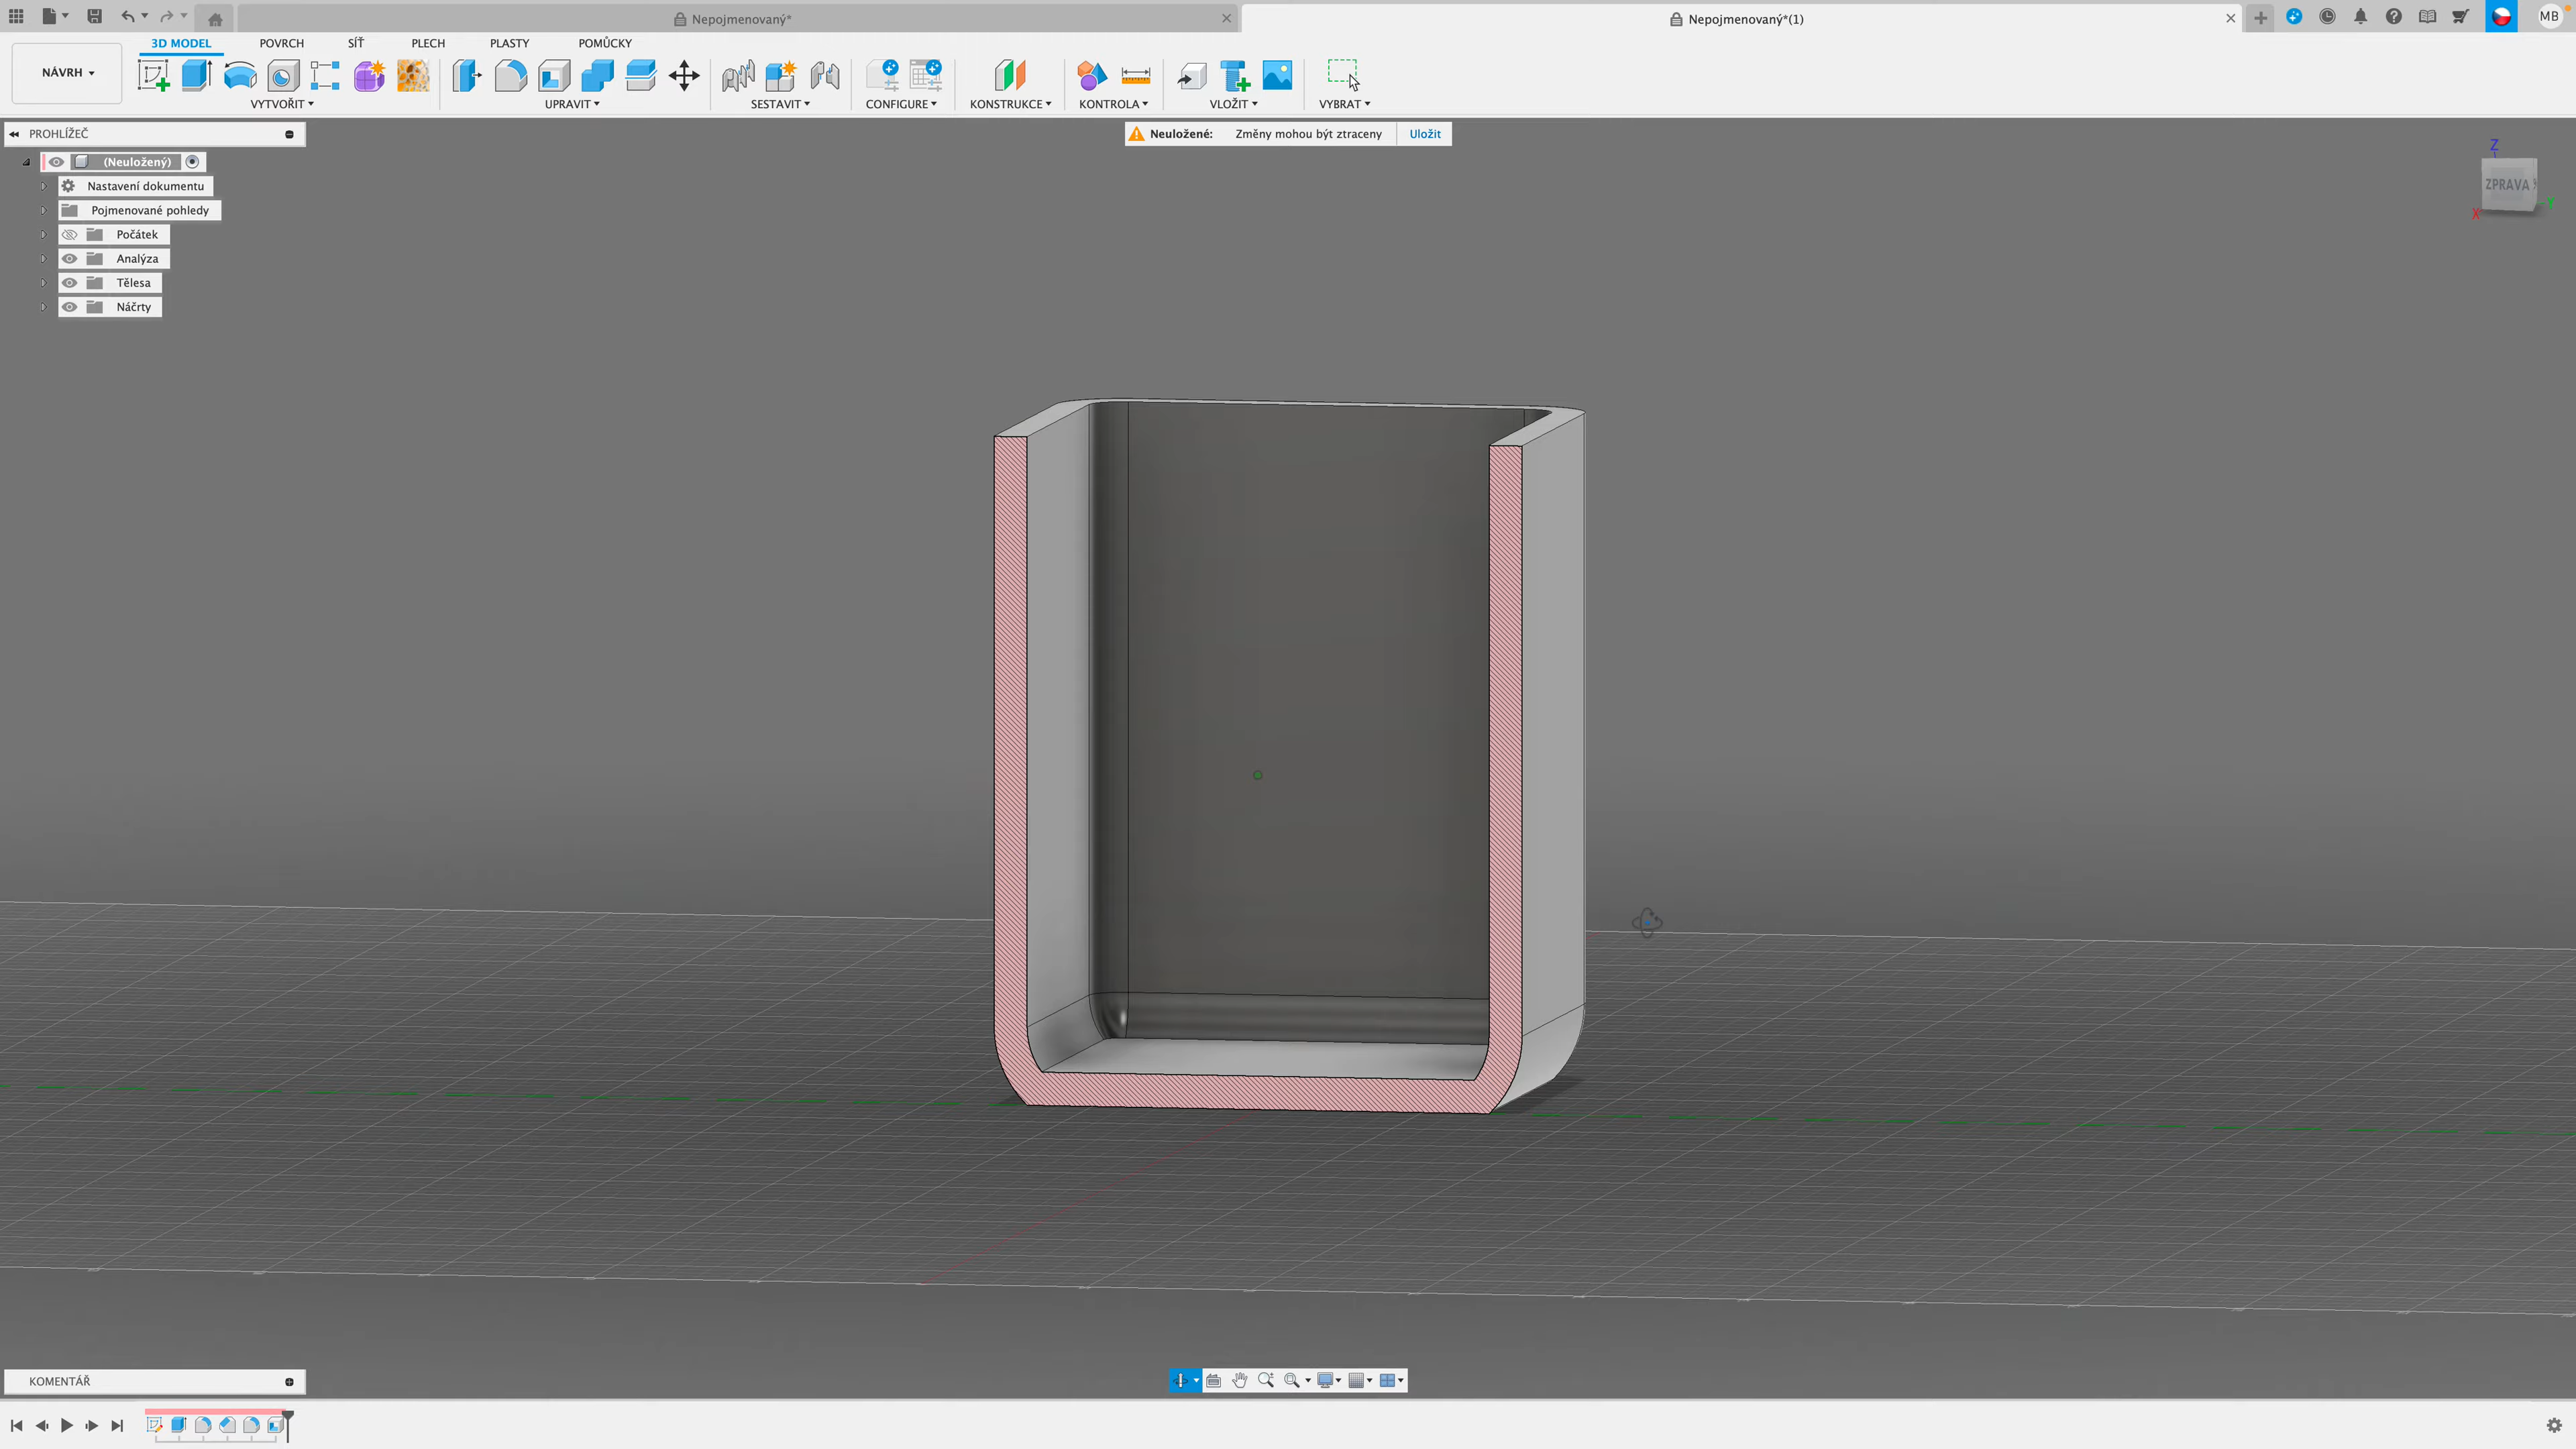 Nepojmenovaný*
Nepojmenovaný*(1)
MB
NÁVRH
3D MODEL
POVRCH
SÍŤ
PLECH
PLASTY
POMŮCKY
VYTVOŘIT
UPRAVIT
SESTAVIT
CONFIGURE
KONSTRUKCE
KONTROLA
VLOŽIT
VYBRAT
PROHLÍŽEČ
Neuložené: Změny mohou být ztraceny Uložit
(Neuložený)
Nastavení dokumentu
Pojmenované pohledy
Počátek
Analýza
Tělesa
Náčrty
Z
ZPRAVA
X
Y
KOMENTÁŘ